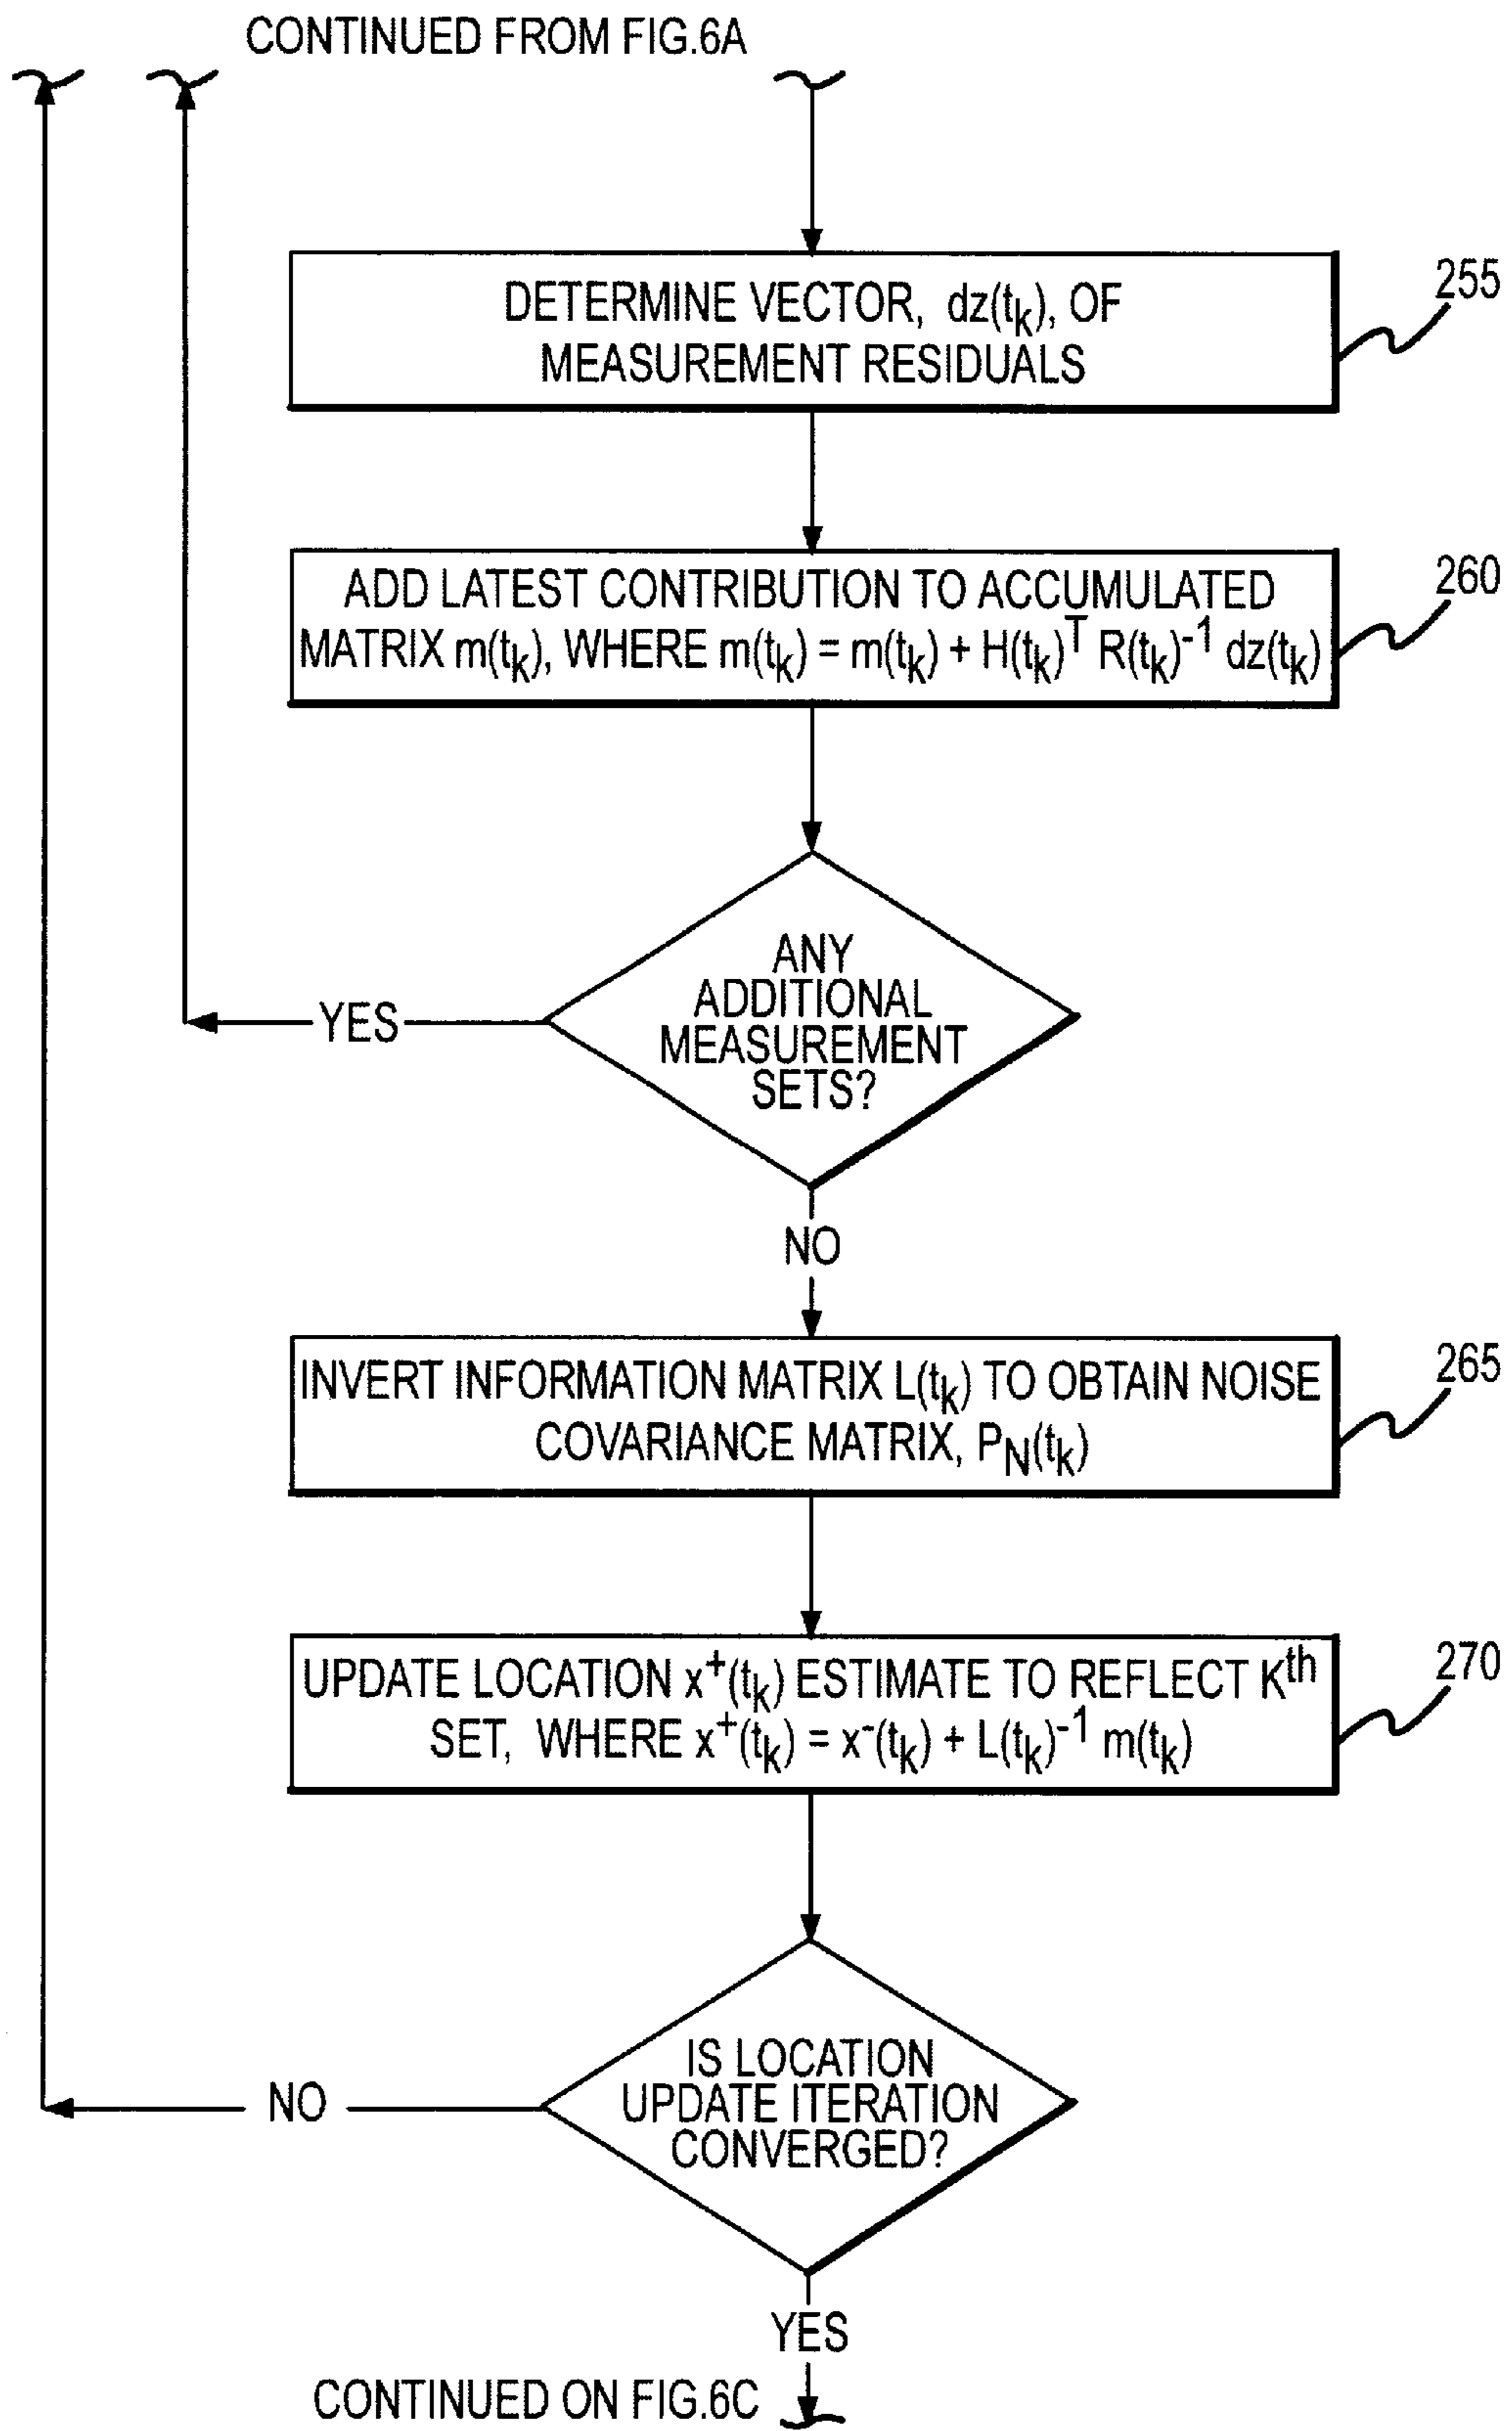 CONTINUED FROM FIG.6A
DETERMINE VECTOR, dz(tₖ), OF
MEASUREMENT RESIDUALS
255
ADD LATEST CONTRIBUTION TO ACCUMULATED
MATRIX m(tₖ), WHERE m(tₖ) = m(tₖ) + H(tₖ)ᵀ R(tₖ)⁻¹ dz(tₖ)
260
ANY
ADDITIONAL
MEASUREMENT
SETS?
YES
NO
INVERT INFORMATION MATRIX L(tₖ) TO OBTAIN NOISE
COVARIANCE MATRIX, P_N(tₖ)
265
UPDATE LOCATION x⁺(tₖ) ESTIMATE TO REFLECT Kᵗʰ
SET, WHERE x⁺(tₖ) = x⁻(tₖ) + L(tₖ)⁻¹ m(tₖ)
270
IS LOCATION
UPDATE ITERATION
CONVERGED?
NO
YES
CONTINUED ON FIG.6C